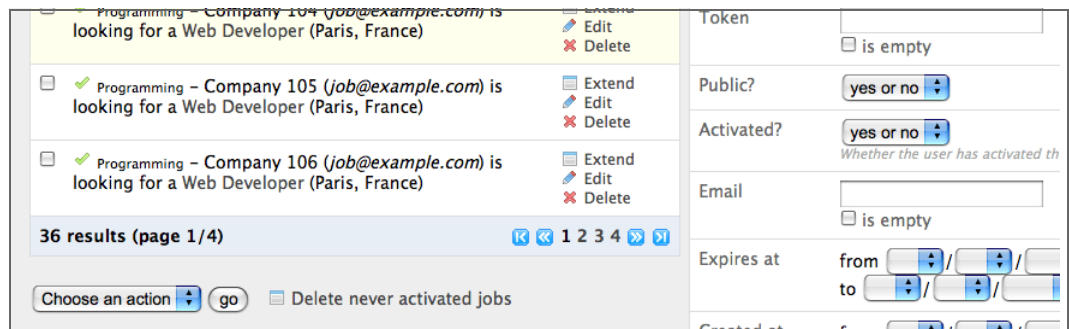 Programming – Company 104 (job@example.com) is
looking for a Web Developer (Paris, France)
Extend
Edit
Delete
Programming – Company 105 (job@example.com) is
looking for a Web Developer (Paris, France)
Extend
Edit
Delete
Programming – Company 106 (job@example.com) is
looking for a Web Developer (Paris, France)
Extend
Edit
Delete
36 results (page 1/4)
1 2 3 4
Choose an action
go
Delete never activated jobs
Token
is empty
Public?
yes or no
Activated?
yes or no
Whether the user has activated th
Email
is empty
Expires at
from / /
to / /
Created at